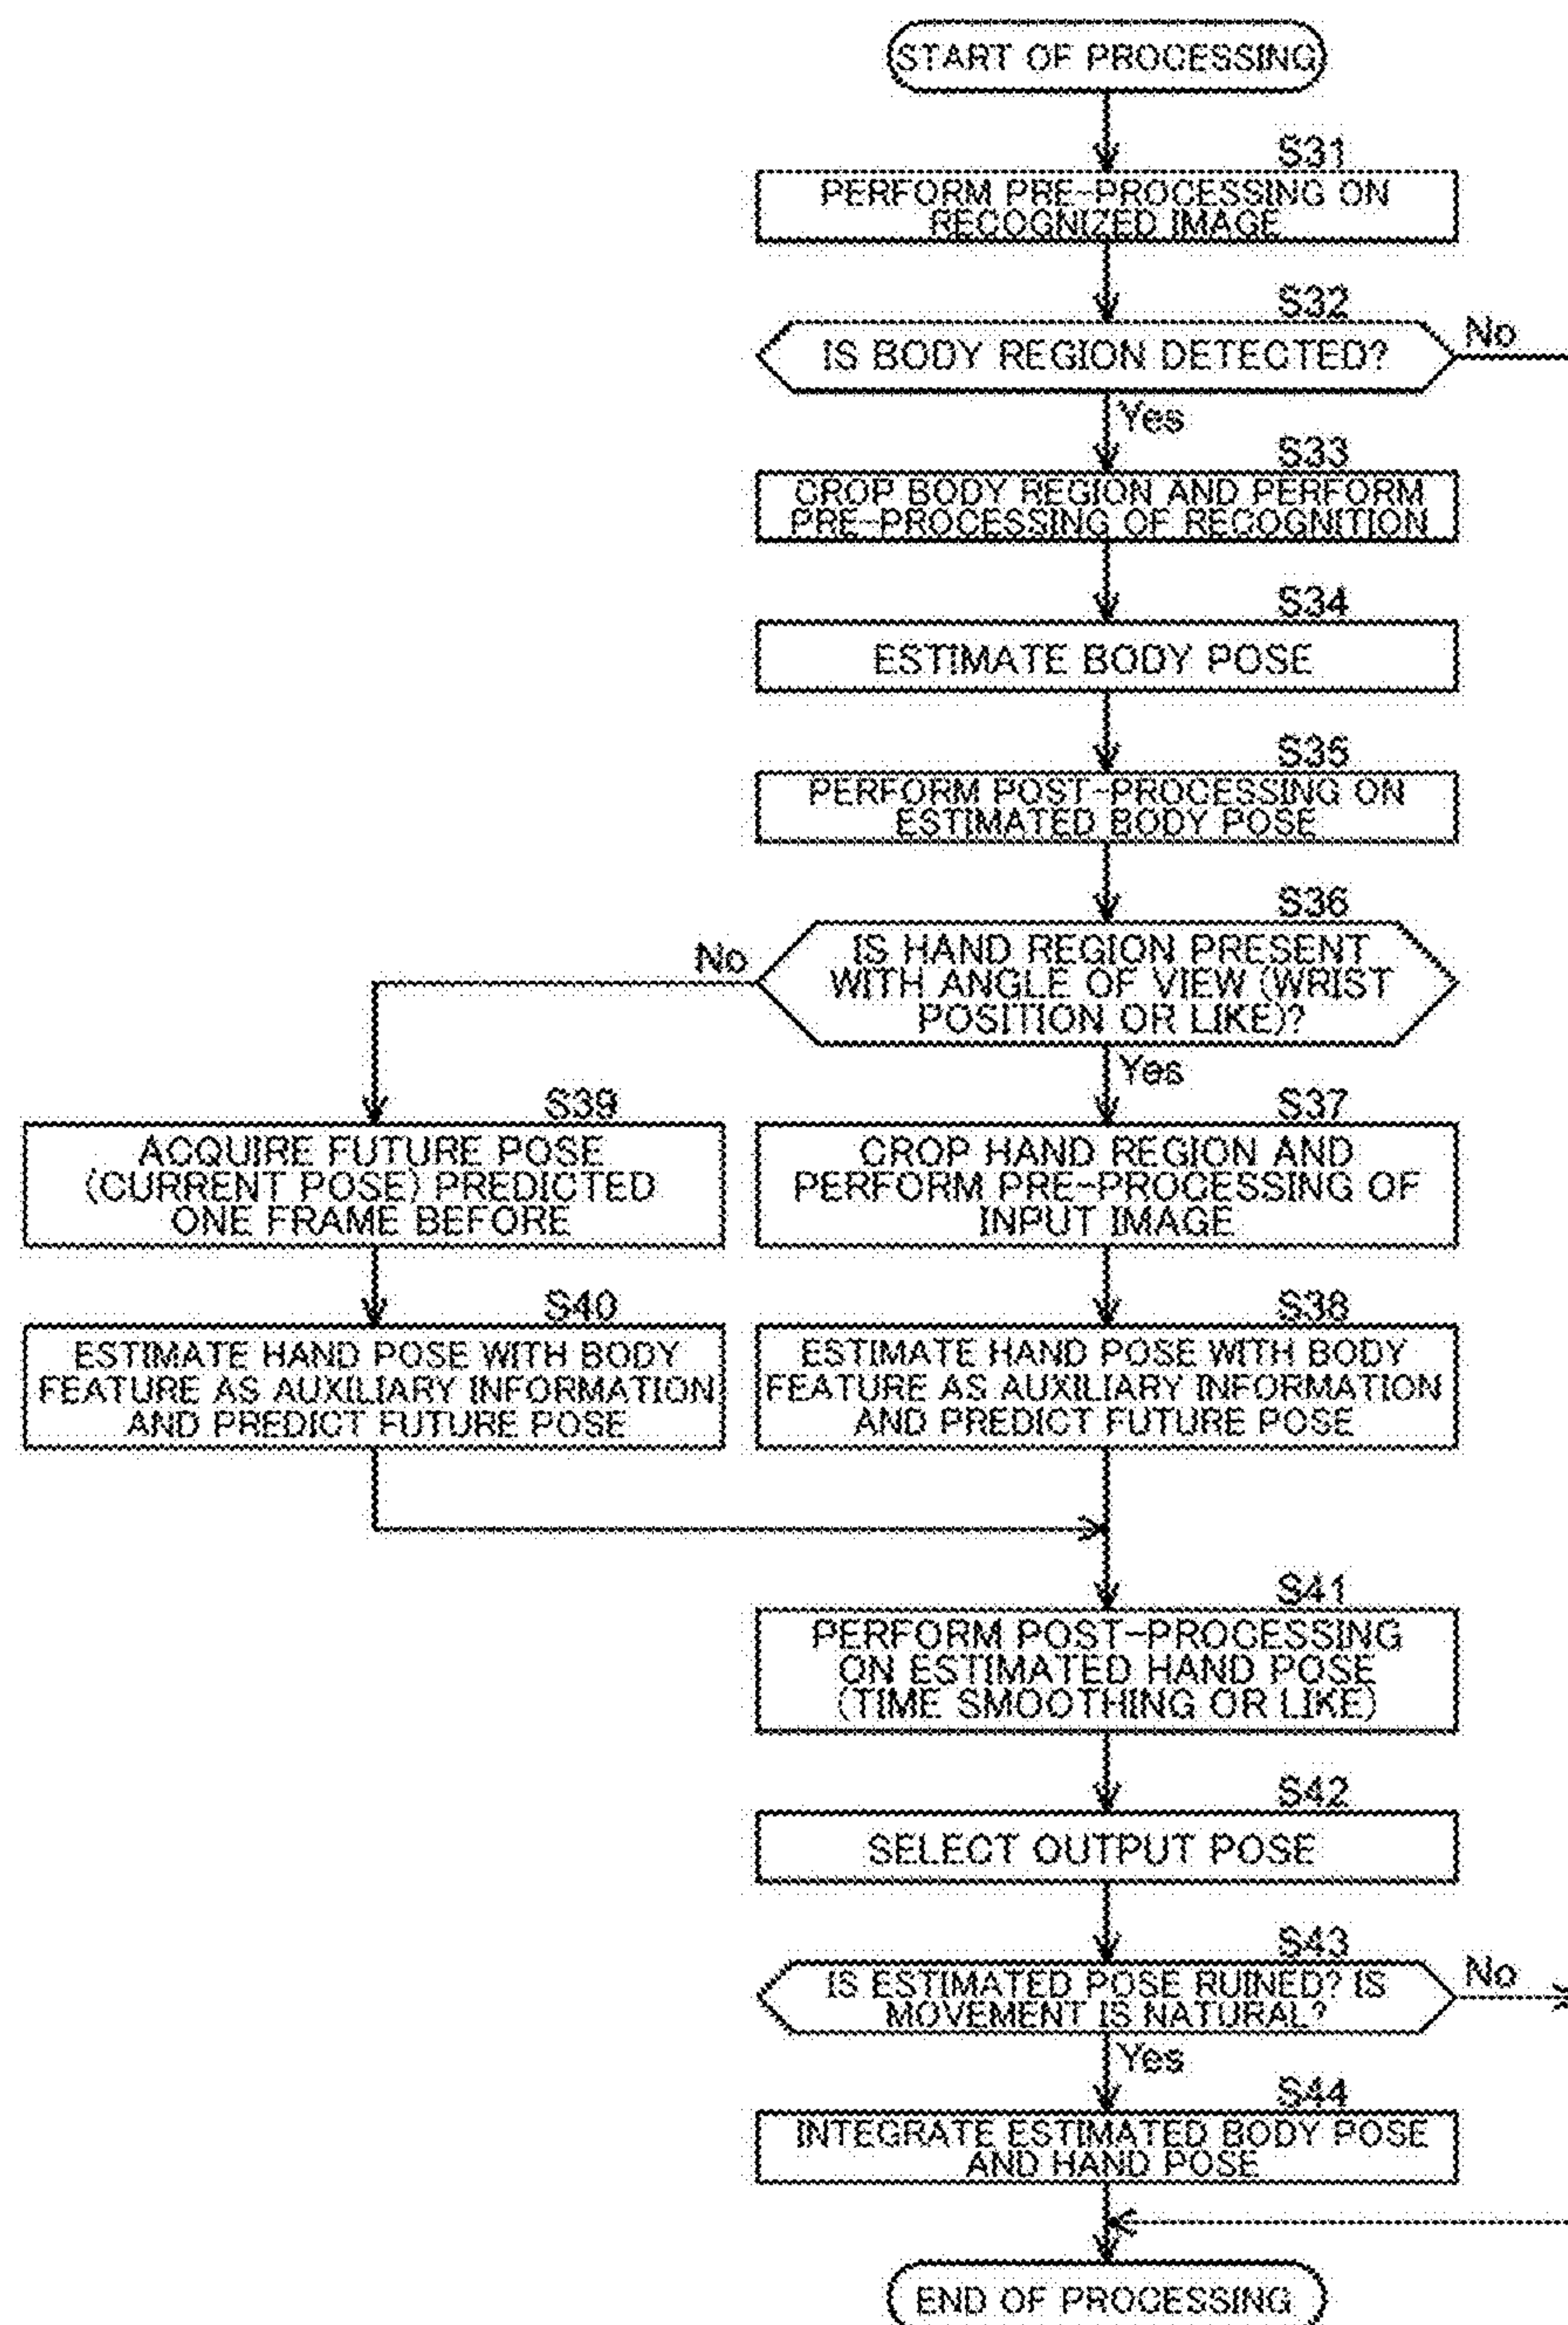 START OF PROCESSING
S31
PERFORM PRE-PROCESSING ON
RECOGNIZED IMAGE
S32
IS BODY REGION DETECTED?
No
Yes
S33
CROP BODY REGION AND PERFORM
PRE-PROCESSING OF RECOGNITION
S34
ESTIMATE BODY POSE
S35
PERFORM POST-PROCESSING ON
ESTIMATED BODY POSE
S36
IS HAND REGION PRESENT
WITH ANGLE OF VIEW (WRIST
POSITION OR LIKE)?
No
Yes
S39
ACQUIRE FUTURE POSE
(CURRENT POSE) PREDICTED
ONE FRAME BEFORE
S37
CROP HAND REGION AND
PERFORM PRE-PROCESSING OF
INPUT IMAGE
S40
ESTIMATE HAND POSE WITH BODY
FEATURE AS AUXILIARY INFORMATION
AND PREDICT FUTURE POSE
S38
ESTIMATE HAND POSE WITH BODY
FEATURE AS AUXILIARY INFORMATION
AND PREDICT FUTURE POSE
S41
PERFORM POST-PROCESSING
ON ESTIMATED HAND POSE
(TIME SMOOTHING OR LIKE)
S42
SELECT OUTPUT POSE
S43
IS ESTIMATED POSE RUINED? IS
MOVEMENT IS NATURAL?
No
Yes
S44
INTEGRATE ESTIMATED BODY POSE
AND HAND POSE
END OF PROCESSING